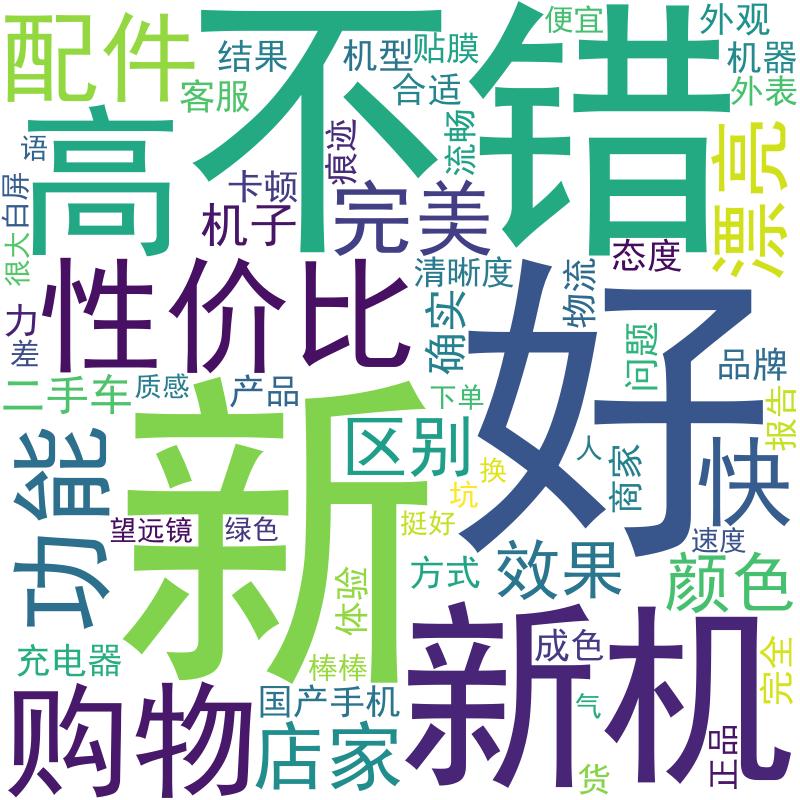 配件
结果
机型
贴膜
便宜
外观
不错
客服
合适
机器
外表
高
痕迹
流畅
漂亮
语
白屏
卡顿
机子
完美
态度
很大
性价比
清晰度
物流
力
差
确实
好
问题
品牌
二手车
质感
产品
下单
报告
新
区别
快
功能
人
商家
换
坑
望远镜
绿色
挺好
速度
效果
方式
颜色
体验
充电器
棒棒
新机
成色
完全
购物
国产手机
店家
气
正品
货